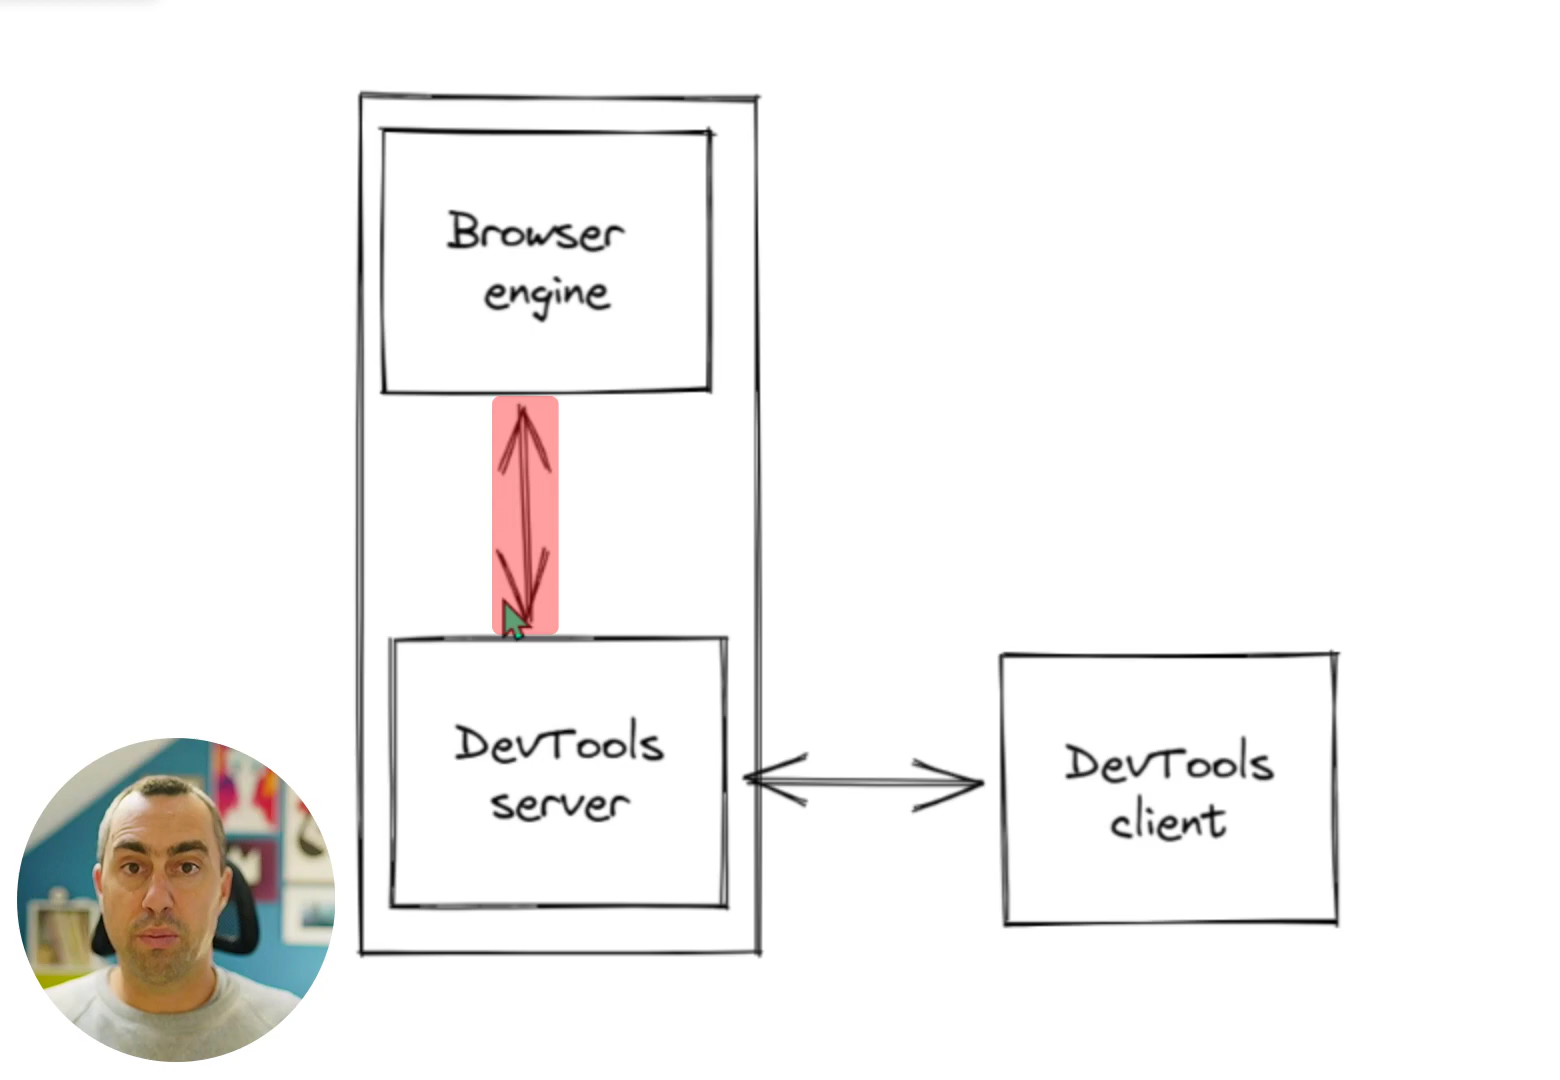 Browser
engine
DevTools
server
DevTools
client